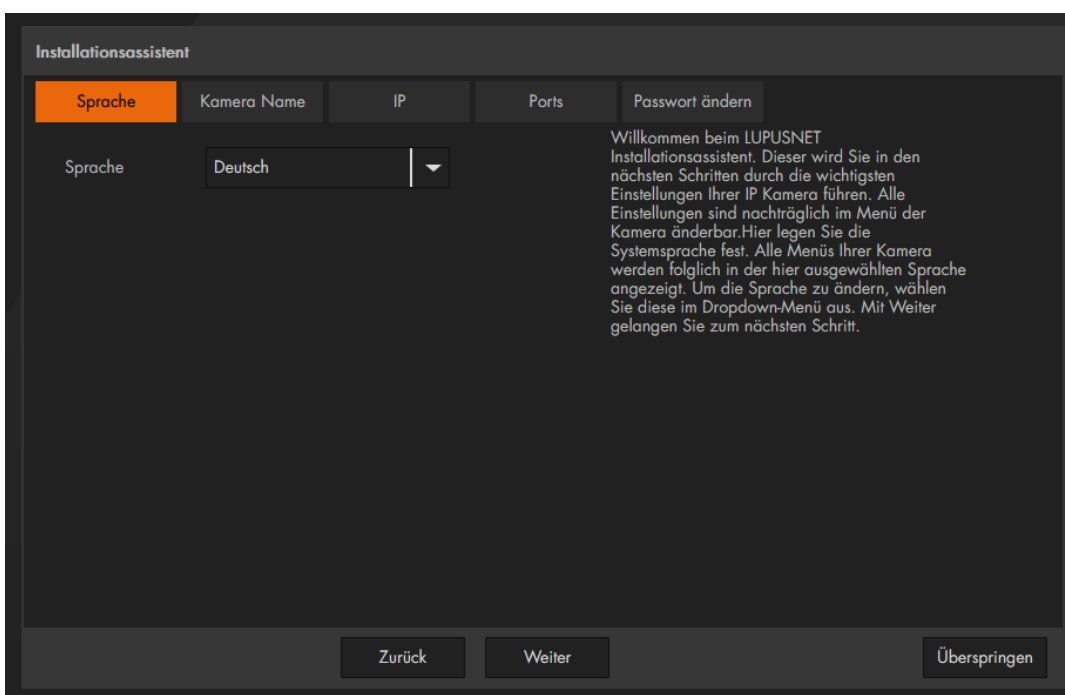 Installationsassistent
Sprache
Kamera Name
IP
Ports
Passwort ändern
Sprache
Deutsch
Willkommen beim LUPUSNET
Installationsassistent. Dieser wird Sie in den
nächsten Schritten durch die wichtigsten
Einstellungen Ihrer IP Kamera führen. Alle
Einstellungen sind nachträglich im Menü der
Kamera änderbar.Hier legen Sie die
Systemsprache fest. Alle Menüs Ihrer Kamera
werden folglich in der hier ausgewählten Sprache
angezeigt. Um die Sprache zu ändern, wählen
Sie diese im Dropdown-Menü aus. Mit Weiter
gelangen Sie zum nächsten Schritt.
Zurück
Weiter
Überspringen